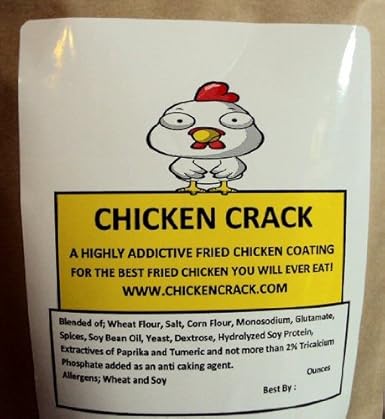 CHICKEN CRACK
A HIGHLY ADDICTIVE FRIED CHICKEN COATING
FOR THE BEST FRIED CHICKEN YOU WILL EVER EAT!
WWW.CHICKENCRACK.COM
Blended of; Wheat Flour, Salt, Corn Flour, Monosodium, Glutamate,
Spices, Soy Bean Oil, Yeast, Dextrose, Hydrolyzed Soy Protein,
Extractives of Paprika and Tumeric and not more than 2% Tricalcium
Phosphate added as an anti caking agent.
Allergens; Wheat and Soy
Ounces
Best By :